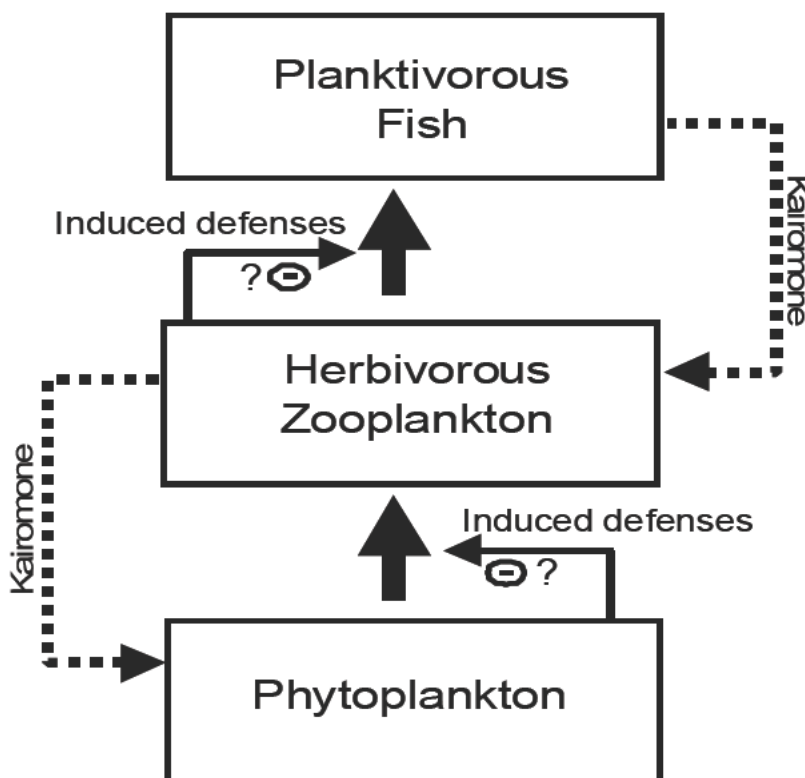 Planktivorous
Fish
Kairomone
Induced defenses
? -
Herbivorous
Zooplankton
Kairomone
Induced defenses
- ?
Phytoplankton